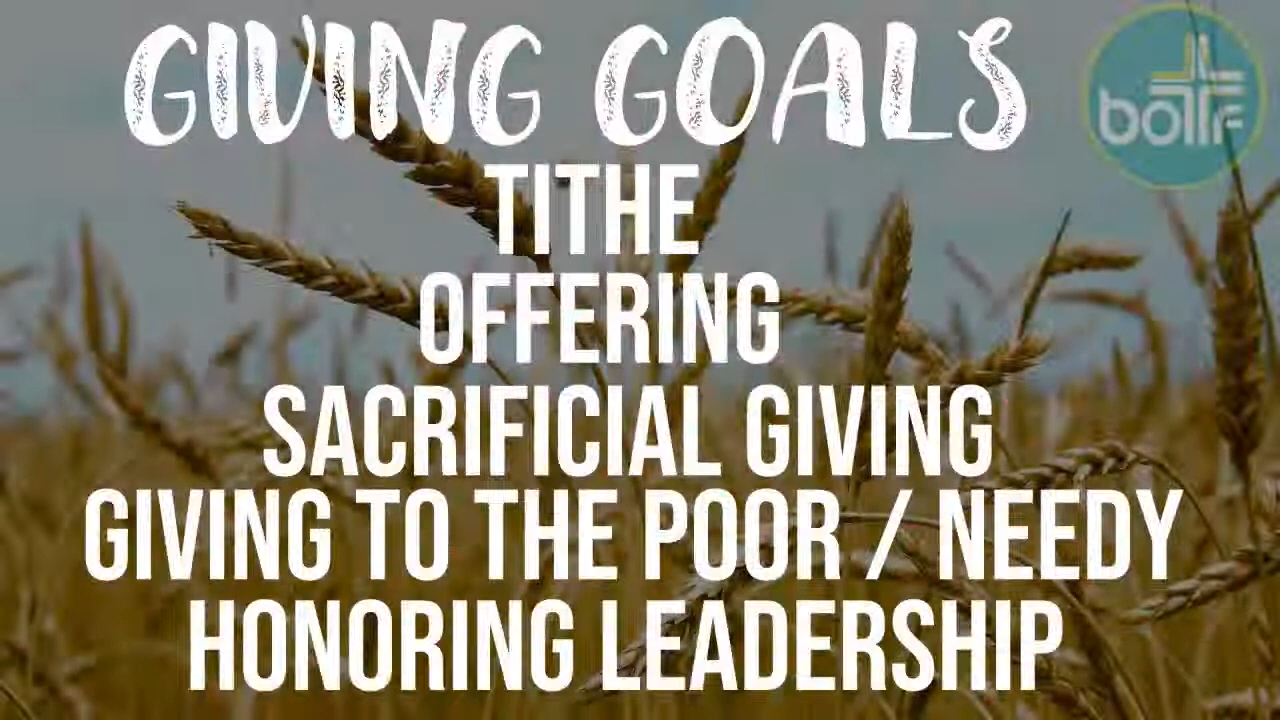 GIVING GOALS
TITHE
OFFERING
SACRIFICIAL GIVING
GIVING TO THE POOR / NEEDY
HONORING LEADERSHIP